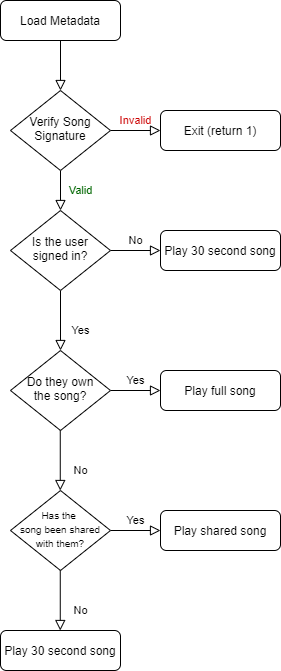 Load Metadata
Verify Song
Signature
Invalid
Exit (return 1)
Valid
Is the user
signed in?
No
Play 30 second song
Yes
Do they own
the song?
Yes
Play full song
No
Has the
song been shared
with them?
Yes
Play shared song
No
Play 30 second song